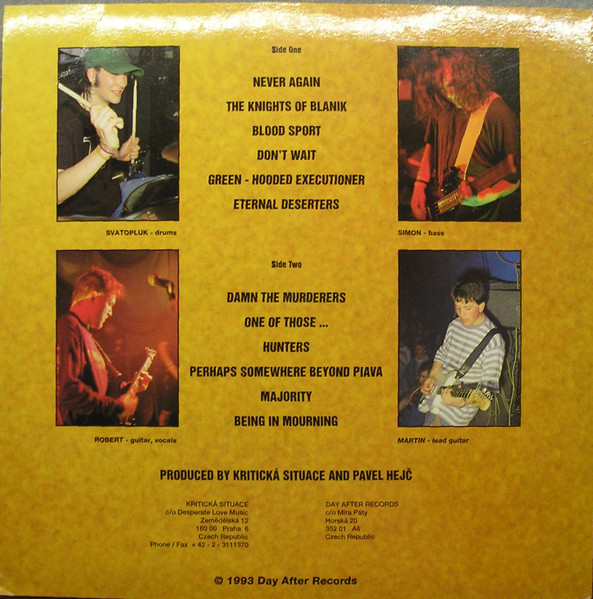 Side One
NEVER AGAIN
THE KNIGHTS OF BLANIK
BLOOD SPORT
DON'T WAIT
GREEN - HOODED EXECUTIONER
ETERNAL DESERTERS
SVATOPLUK - drums
SIMON - bass
Side Two
DAMN THE MURDERERS
ONE OF THOSE ...
HUNTERS
PERHAPS SOMEWHERE BEYOND PIAVA
MAJORITY
BEING IN MOURNING
ROBERT - guitar, vocals
MARTIN - lead guitar
PRODUCED BY KRITICKÁ SITUACE AND PAVEL HEJČ
KRITICKÁ SITUACE
c/o Desperate Love Music
Zemědělská 12
160 00 Praha 6
Czech Republic
Phone / Fax + 42 - 2 - 3111370
DAY AFTER RECORDS
c/o Míra Páty
Horská 20
352 01 Aš
Czech Republic
© 1993 Day After Records